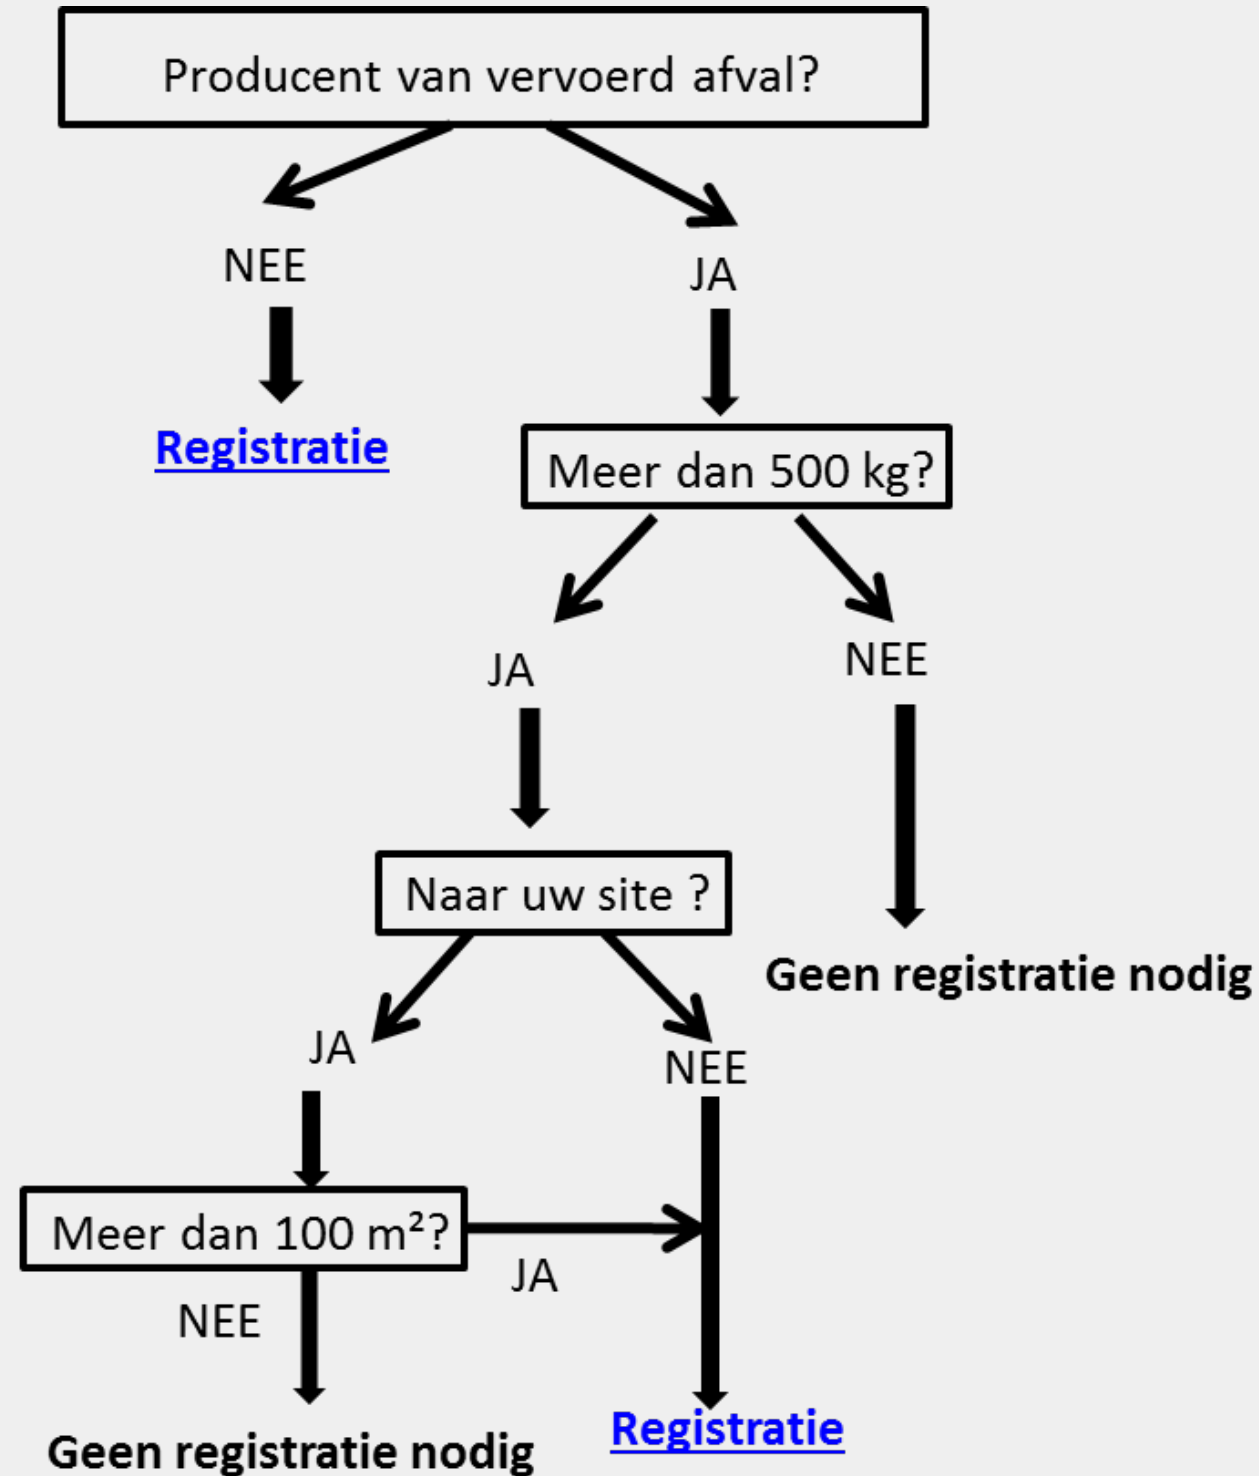 Producent van vervoerd afval?
NEE
JA
Registratie
Meer dan 500 kg?
JA
NEE
Naar uw site ?
Geen registratie nodig
JA
NEE
Meer dan 100 m²?
JA
NEE
Registratie
Geen registratie nodig